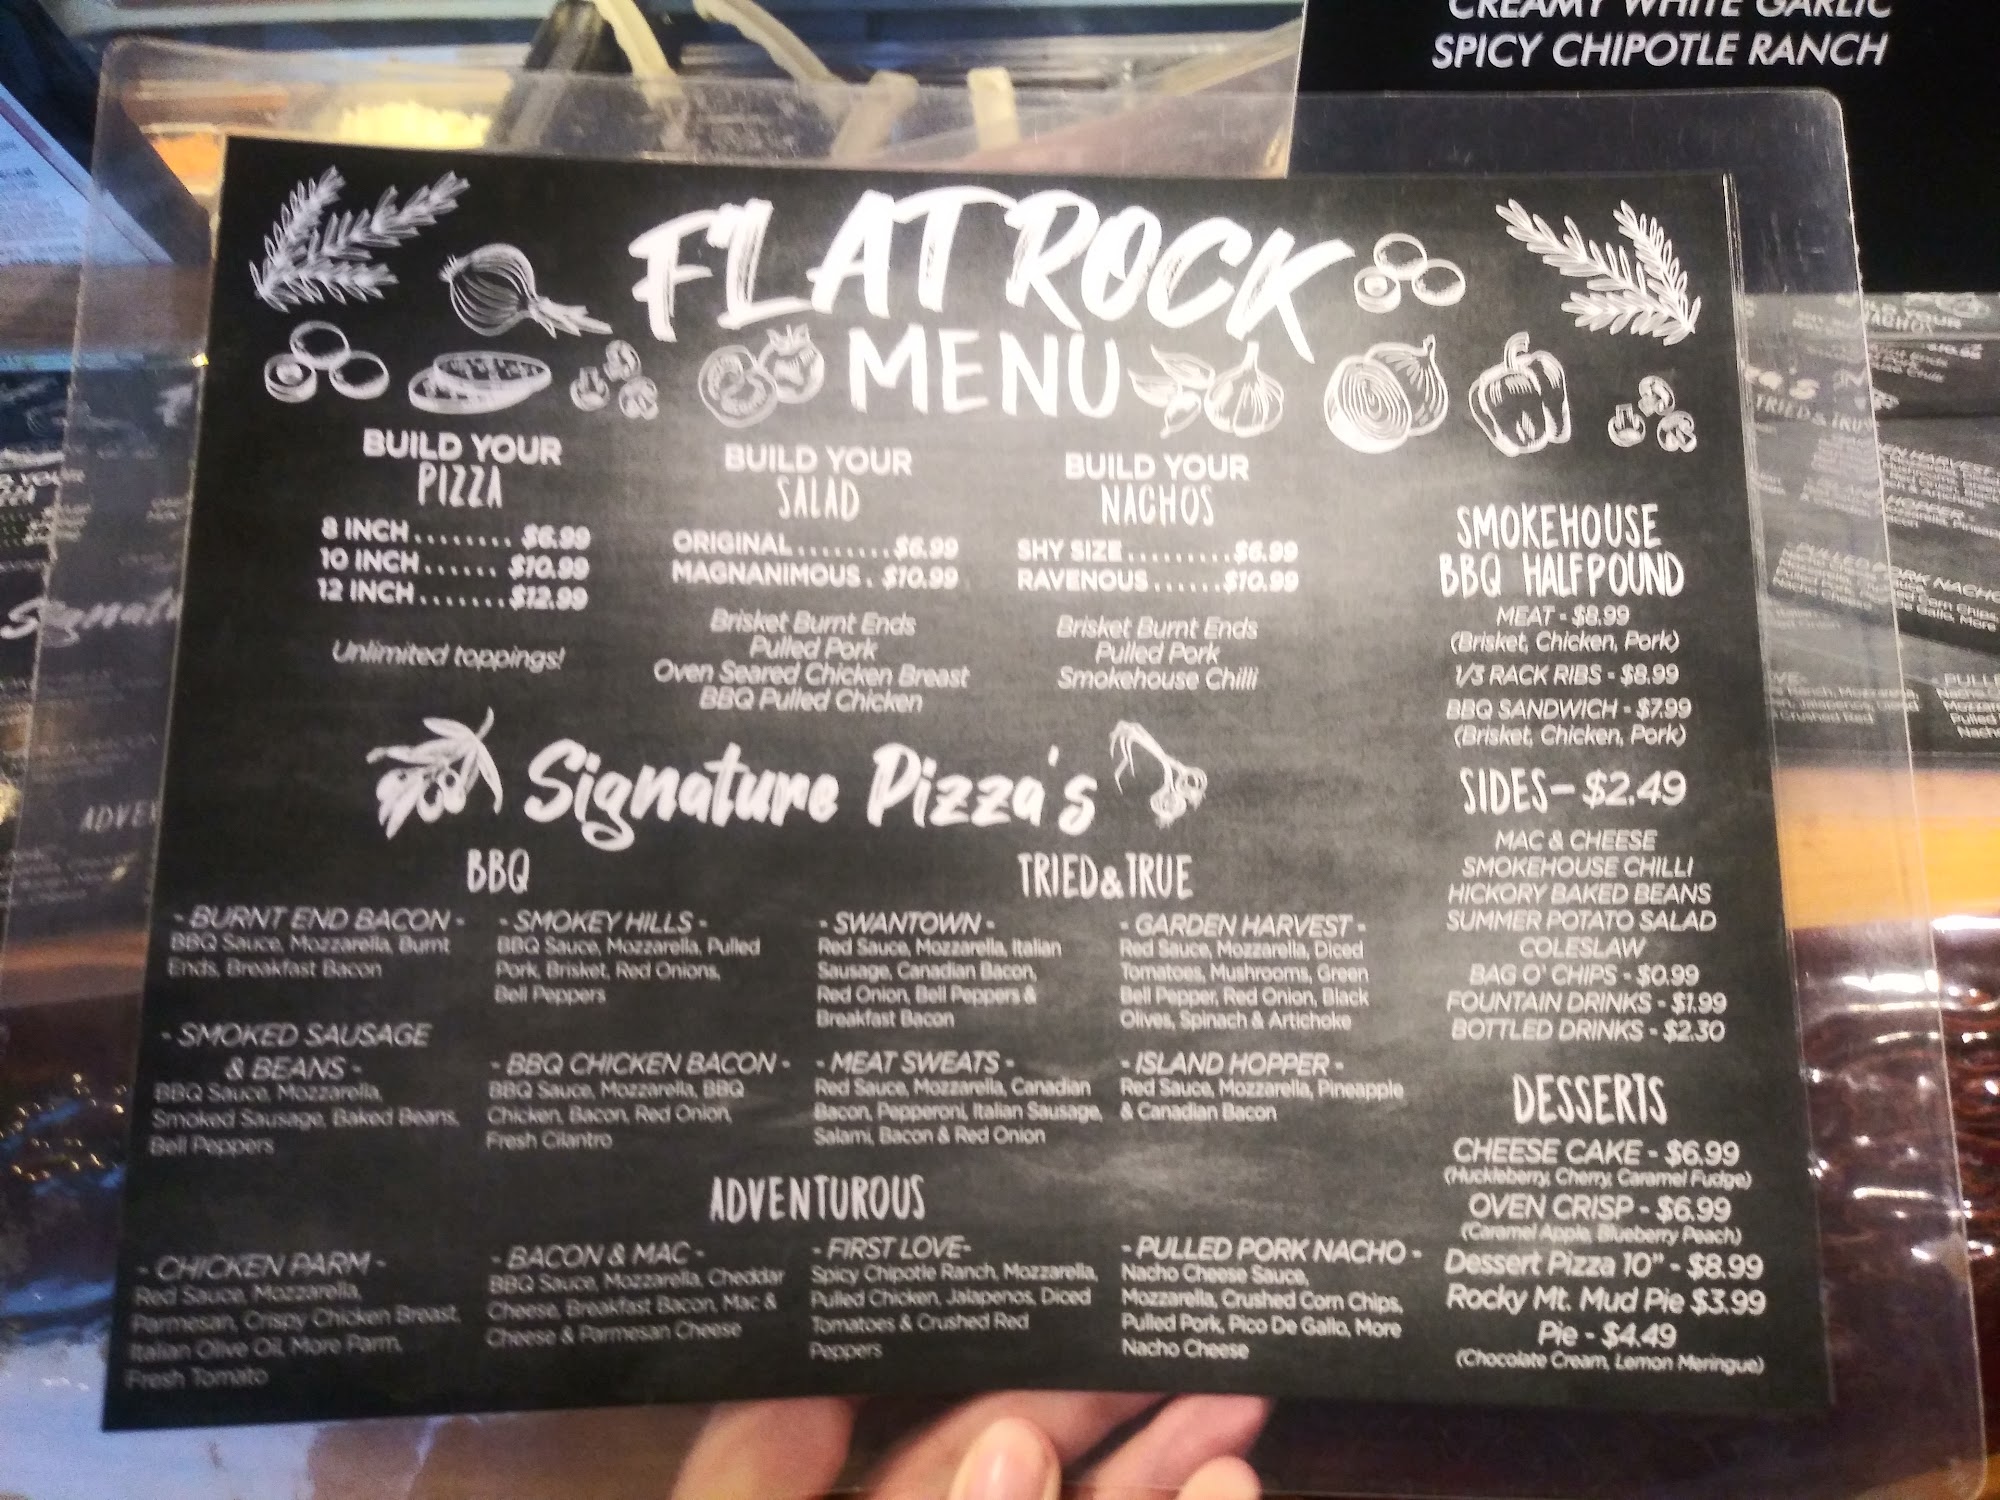 CREAMY WHITE GARLIC
SPICY CHIPOTLE RANCH
FLATROCK
MENU
BUILD YOUR
PIZZA
8 INCH ........ $6.99
10 INCH ...... $10.99
12 INCH ....... $12.99
Unlimited toppings!
BUILD YOUR
SALAD
ORIGINAL ......... $6.99
MAGNANIMOUS . $10.99
Brisket Burnt Ends
Pulled Pork
Oven Seared Chicken Breast
BBQ Pulled Chicken
BUILD YOUR
NACHOS
SHY SIZE ......... $6.99
RAVENOUS ...... $10.99
Brisket Burnt Ends
Pulled Pork
Smokehouse Chilli
Signature Pizza's
BBQ
- BURNT END BACON -
BBQ Sauce, Mozzarella, Burnt
Ends, Breakfast Bacon
- SMOKEY HILLS -
BBQ Sauce, Mozzarella, Pulled
Pork, Brisket, Red Onions,
Bell Peppers
- SMOKED SAUSAGE
& BEANS -
BBQ Sauce, Mozzarella,
Smoked Sausage, Baked Beans,
Bell Peppers
- BBQ CHICKEN BACON -
BBQ Sauce, Mozzarella, BBQ
Chicken, Bacon, Red Onion,
Fresh Cilantro
TRIED & TRUE
- SWANTOWN -
Red Sauce, Mozzarella, Italian
Sausage, Canadian Bacon,
Red Onion, Bell Peppers &
Breakfast Bacon
- GARDEN HARVEST -
Red Sauce, Mozzarella, Diced
Tomatoes, Mushrooms, Green
Bell Pepper, Red Onion, Black
Olives, Spinach & Artichoke
- MEAT SWEATS -
Red Sauce, Mozzarella, Canadian
Bacon, Pepperoni, Italian Sausage,
Salami, Bacon & Red Onion
- ISLAND HOPPER -
Red Sauce, Mozzarella, Pineapple
& Canadian Bacon
ADVENTUROUS
- CHICKEN PARM -
Red Sauce, Mozzarella,
Parmesan, Crispy Chicken Breast,
Italian Olive Oil, More Parm,
Fresh Tomato
- BACON & MAC -
BBQ Sauce, Mozzarella, Cheddar
Cheese, Breakfast Bacon, Mac &
Cheese & Parmesan Cheese
- FIRST LOVE-
Spicy Chipotle Ranch, Mozzarella,
Pulled Chicken, Jalapenos, Diced
Tomatoes & Crushed Red
Peppers
- PULLED PORK NACHO -
Nacho Cheese Sauce,
Mozzarella, Crushed Corn Chips,
Pulled Pork, Pico De Gallo, More
Nacho Cheese
SMOKEHOUSE
BBQ HALFPOUND
MEAT - $8.99
(Brisket, Chicken, Pork)
1/3 RACK RIBS - $8.99
BBQ SANDWICH - $7.99
(Brisket, Chicken, Pork)
SIDES- $2.49
MAC & CHEESE
SMOKEHOUSE CHILLI
HICKORY BAKED BEANS
SUMMER POTATO SALAD
COLESLAW
BAG O' CHIPS - $0.99
FOUNTAIN DRINKS - $1.99
BOTTLED DRINKS - $2.30
DESSERTS
CHEESE CAKE - $6.99
(Huckleberry, Cherry, Caramel Fudge)
OVEN CRISP - $6.99
(Caramel Apple, Blueberry Peach)
Dessert Pizza 10" - $8.99
Rocky Mt. Mud Pie $3.99
Pie - $4.49
(Chocolate Cream, Lemon Meringue)